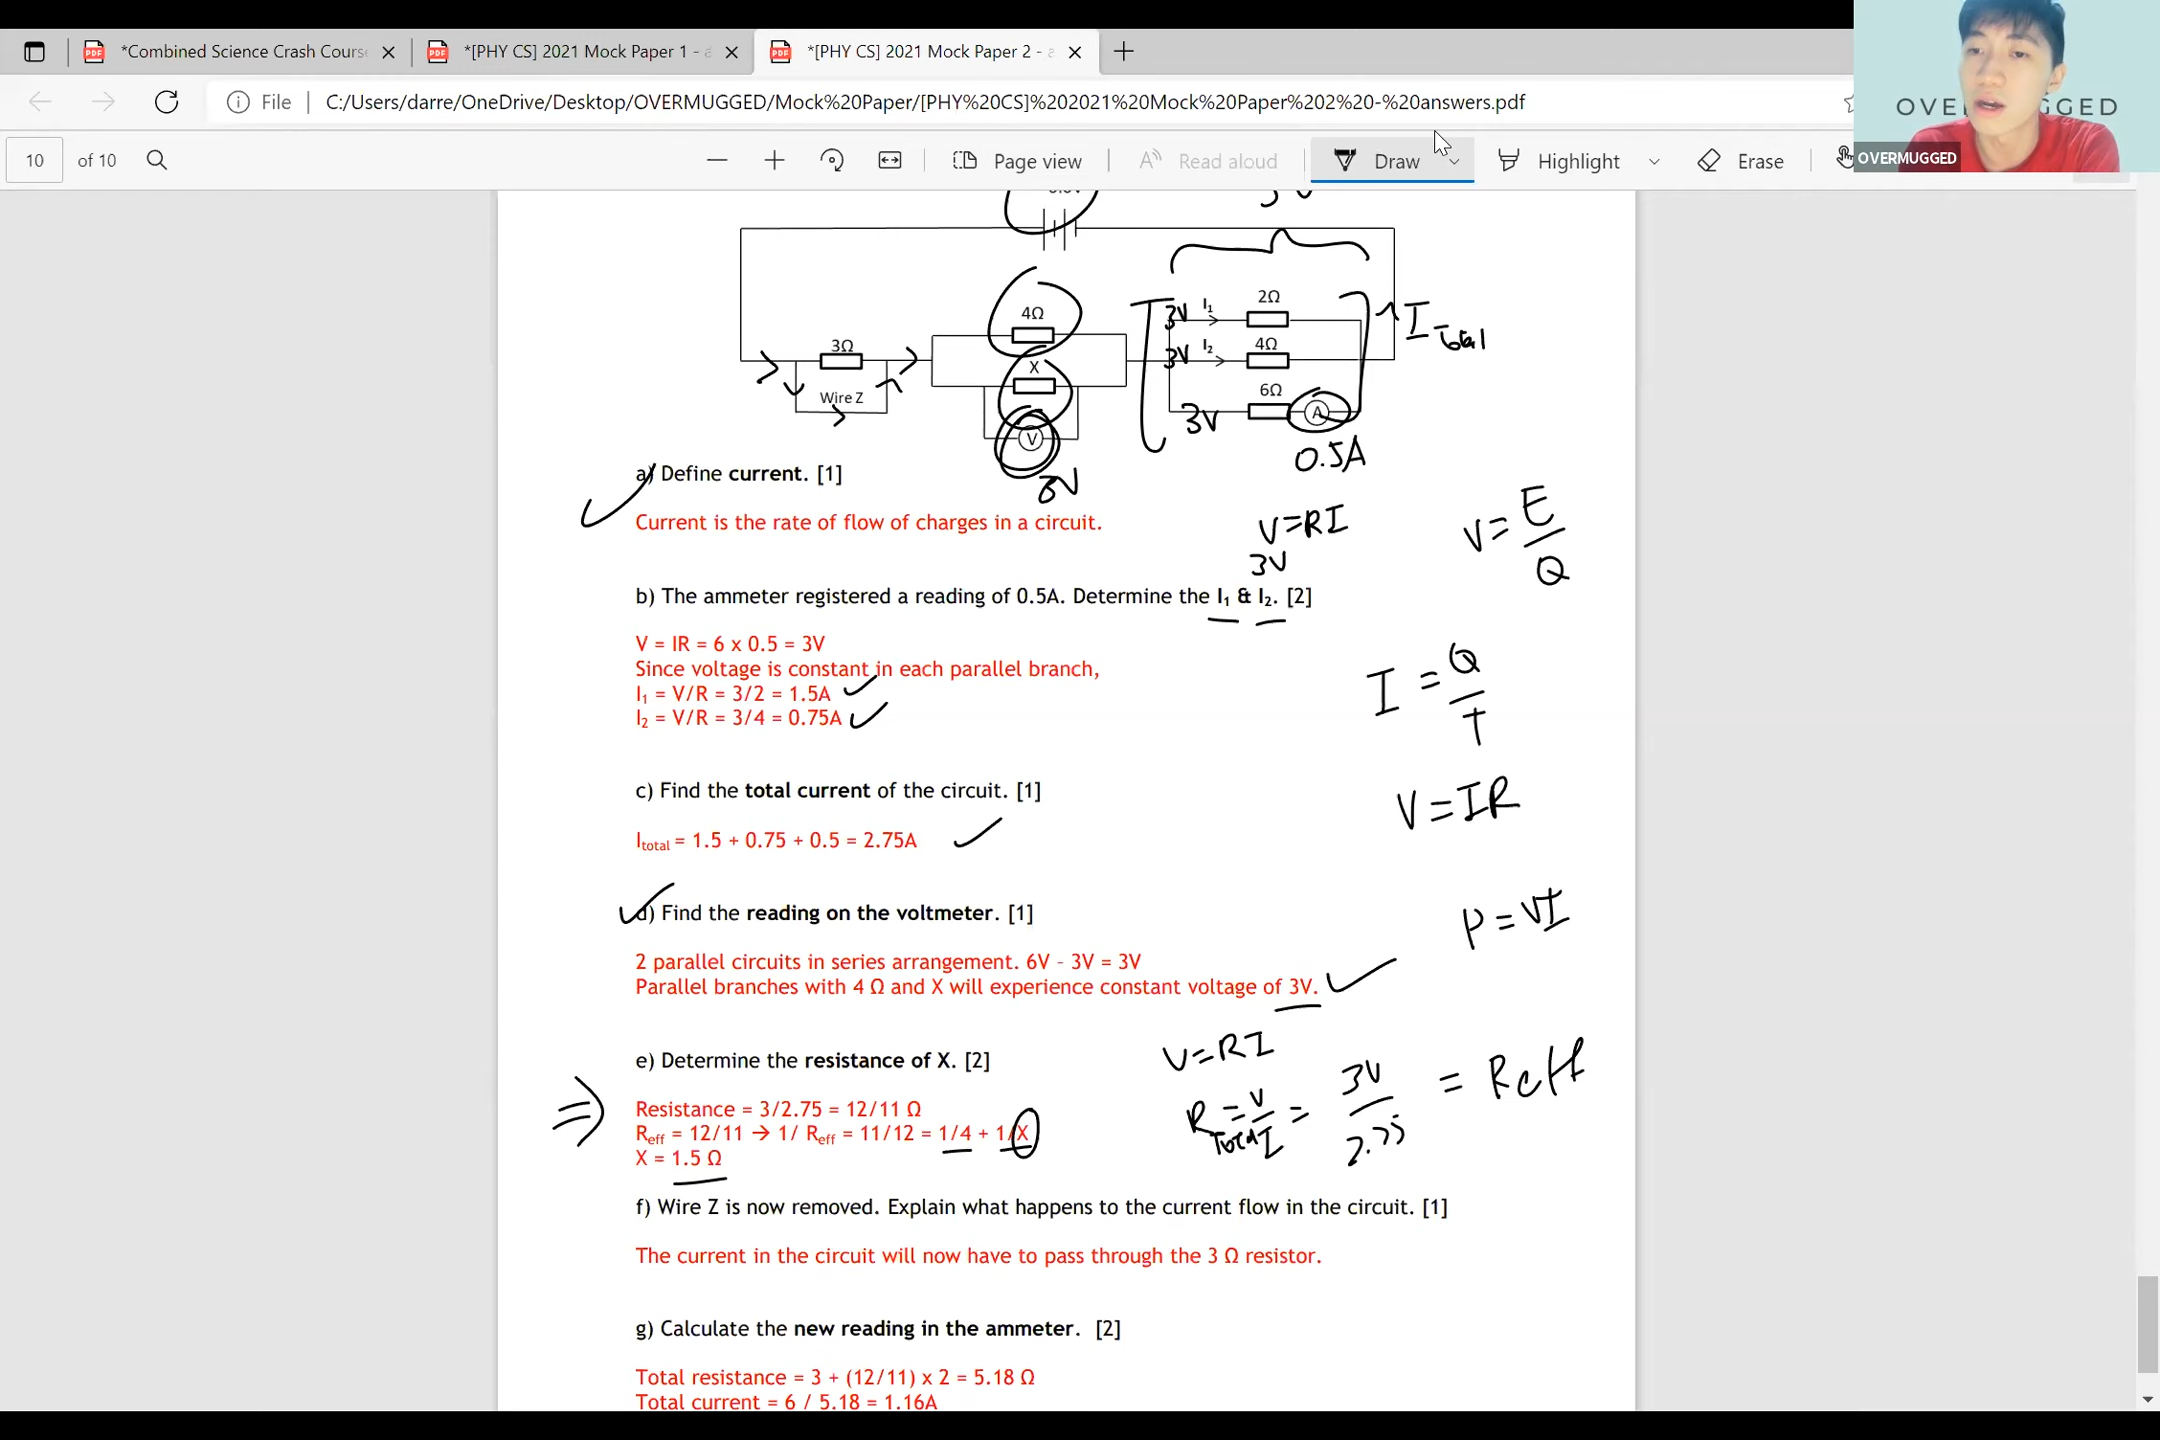 *Combined Science Crash Cours
*[PHY CS] 2021 Mock Paper 1 - a
*[PHY CS] 2021 Mock Paper 2 - a
File C:/Users/darre/OneDrive/Desktop/OVERMUGGED/Mock%20Paper/[PHY%20CS]%202021%20Mock%20Paper%202%20-%20answers.pdf
OVE GGED
OVERMUGGED
10 of 10 Page view Read aloud Draw Highlight Erase
4Ω 3V I₁ 2Ω
I Total
3Ω X 3V I₂ 4Ω
Wire Z 6Ω
V 3V A
0.5A
3V
a) Define current. [1]
Current is the rate of flow of charges in a circuit.
V=RI
V=E/Q
3V
b) The ammeter registered a reading of 0.5A. Determine the I₁ & I₂. [2]
V = IR = 6 x 0.5 = 3V
Since voltage is constant in each parallel branch,
I₁ = V/R = 3/2 = 1.5A
I₂ = V/R = 3/4 = 0.75A
I=Q/T
c) Find the total current of the circuit. [1]
V=IR
Itotal = 1.5 + 0.75 + 0.5 = 2.75A
d) Find the reading on the voltmeter. [1]
P=VI
2 parallel circuits in series arrangement. 6V – 3V = 3V
Parallel branches with 4 Ω and X will experience constant voltage of 3V.
e) Determine the resistance of X. [2]
V=RI
R Total = V/I = 3V/2.75 = Reff
Resistance = 3/2.75 = 12/11 Ω
Reff = 12/11 → 1/ Reff = 11/12 = 1/4 + 1/X
X = 1.5 Ω
f) Wire Z is now removed. Explain what happens to the current flow in the circuit. [1]
The current in the circuit will now have to pass through the 3 Ω resistor.
g) Calculate the new reading in the ammeter. [2]
Total resistance = 3 + (12/11) x 2 = 5.18 Ω
Total current = 6 / 5.18 = 1.16A